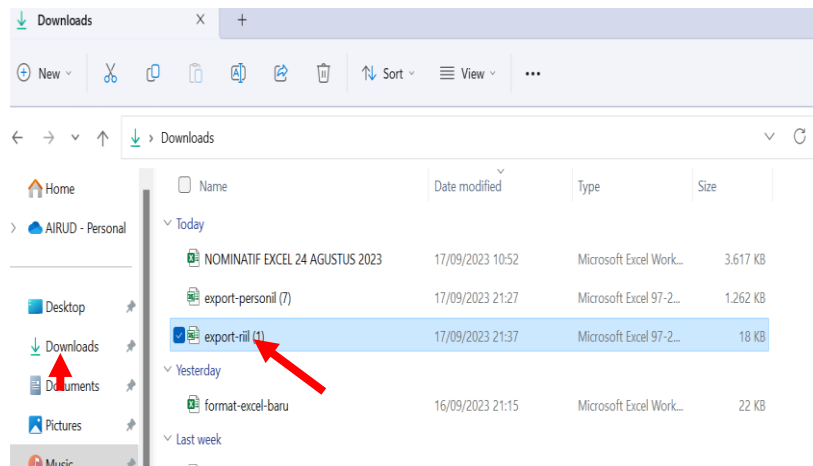 Downloads X +
New Sort View •••
Downloads
Home
AIRUD - Personal
Desktop
Downloads
Documents
Pictures
Music
Name Date modified Type Size
Today
NOMINATIF EXCEL 24 AGUSTUS 2023 17/09/2023 10:52 Microsoft Excel Work... 3.617 KB
export-personil (7) 17/09/2023 21:27 Microsoft Excel 97-2... 1.262 KB
export-riil (1) 17/09/2023 21:37 Microsoft Excel 97-2... 18 KB
Yesterday
format-excel-baru 16/09/2023 21:15 Microsoft Excel Work... 22 KB
Last week